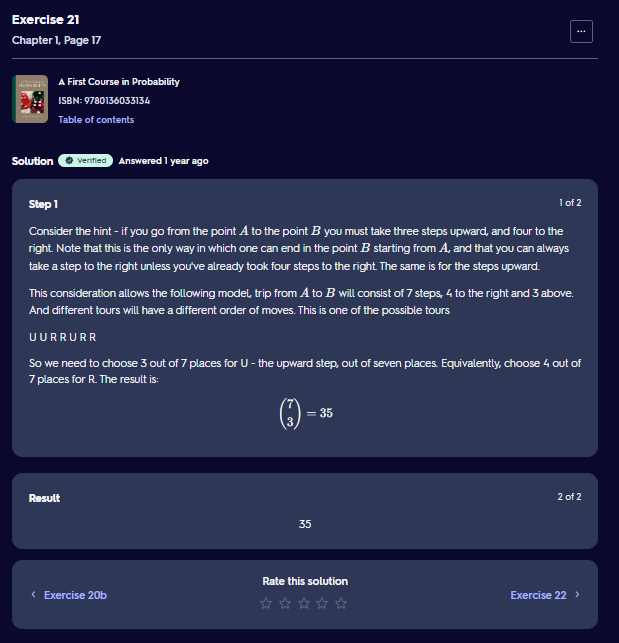 Exercise 21
Chapter 1, Page 17
...
A First Course in Probability
ISBN: 9780136033134
Table of contents
Solution Verified Answered 1 year ago
Step 1 1 of 2
Consider the hint - if you go from the point A to the point B you must take three steps upward, and four to the
right. Note that this is the only way in which one can end in the point B starting from A, and that you can always
take a step to the right unless you've already took four steps to the right. The same is for the steps upward.
This consideration allows the following model, trip from A to B will consist of 7 steps, 4 to the right and 3 above.
And different tours will have a different order of moves. This is one of the possible tours
U U R R U R R
So we need to choose 3 out of 7 places for U - the upward step, out of seven places. Equivalently, choose 4 out of
7 places for R. The result is:
(7
3) = 35
Result 2 of 2
35
Rate this solution
‹ Exercise 20b Exercise 22 ›